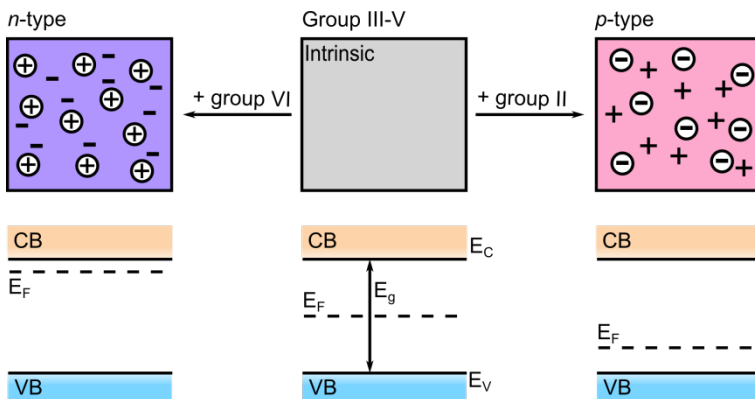 n-type
Group III-V
p-type
Intrinsic
+ group VI
+ group II
CB
CB
E_C
CB
E_F
E_F
E_g
E_F
VB
VB
E_V
VB